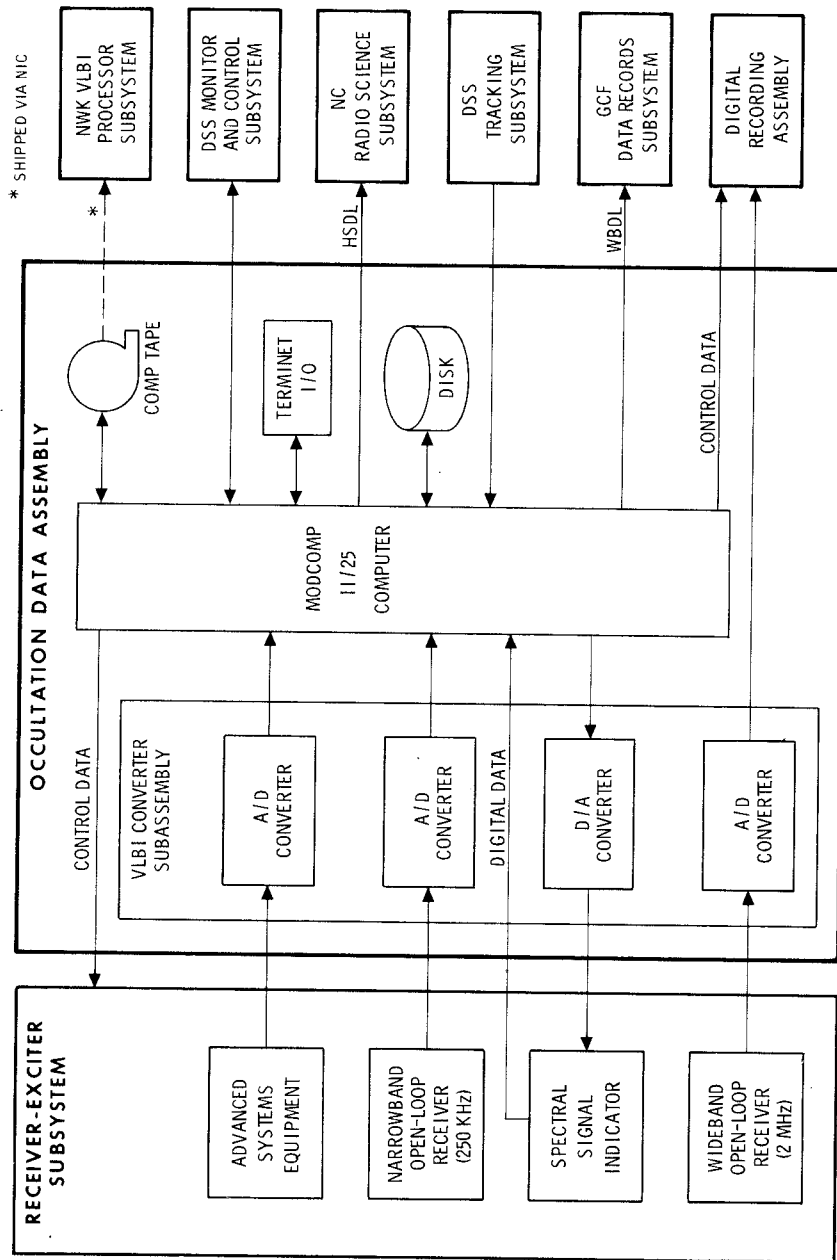 RECEIVER-EXCITER
SUBSYSTEM
ADVANCED
SYSTEMS
EQUIPMENT
NARROWBAND
OPEN-LOOP
RECEIVER
(250 KHz)
SPECTRAL
SIGNAL
INDICATOR
WIDEBAND
OPEN-LOOP
RECEIVER
(2 MHz)
OCCULTATION DATA ASSEMBLY
CONTROL DATA
VLBI CONVERTER
SUBASSEMBLY
A/D
CONVERTER
A/D
CONVERTER
DIGITAL DATA
D/A
CONVERTER
A/D
CONVERTER
MODCOMP
II/25
COMPUTER
COMP TAPE
TERMINET
I/O
DISK
CONTROL DATA
* SHIPPED VIA NIC
*
HSDL
WBDL
NWK VLBI
PROCESSOR
SUBSYSTEM
DSS MONITOR
AND CONTROL
SUBSYSTEM
NC
RADIO SCIENCE
SUBSYSTEM
DSS
TRACKING
SUBSYSTEM
GCF
DATA RECORDS
SUBSYSTEM
DIGITAL
RECORDING
ASSEMBLY